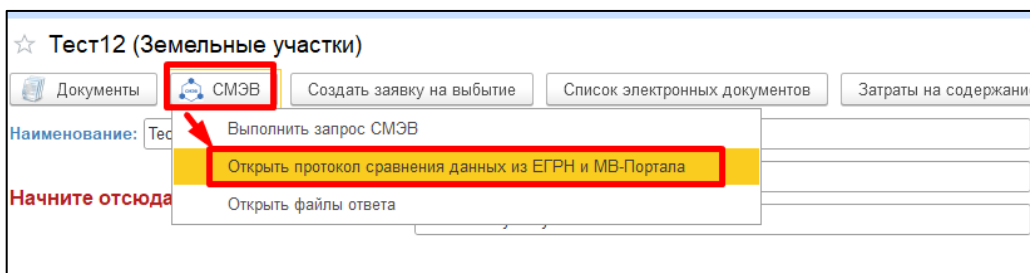 Тест12 (Земельные участки)
Документы СМЭВ Создать заявку на выбытие Список электронных документов Затраты на содержани
Наименование: Тес
Выполнить запрос СМЭВ
Открыть протокол сравнения данных из ЕГРН и МВ-Портала
Начните отсюда
Открыть файлы ответа